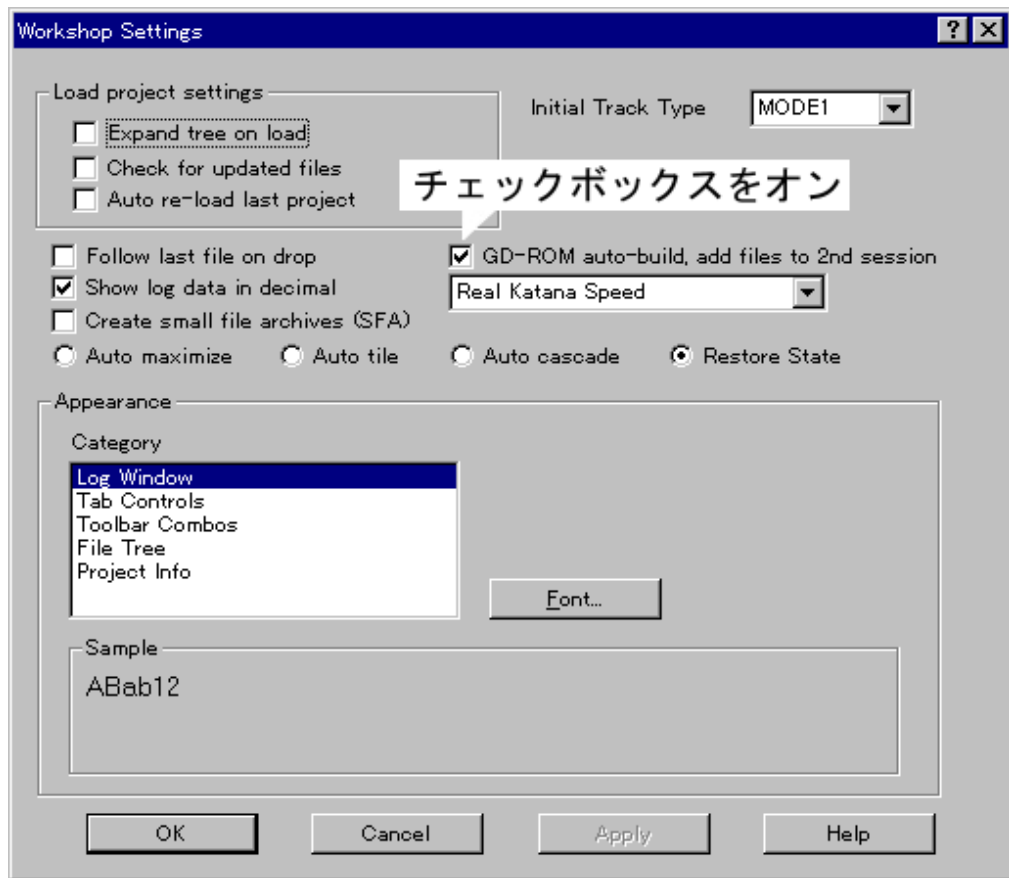 Workshop Settings
Load project settings
Initial Track Type
MODE1
Expand tree on load
Check for updated files
Auto re-load last project
チェックボックスをオン
Follow last file on drop
GD-ROM auto-build, add files to 2nd session
Show log data in decimal
Real Katana Speed
Create small file archives (SFA)
Auto maximize
Auto tile
Auto cascade
Restore State
Appearance
Category
Log Window
Tab Controls
Toolbar Combos
File Tree
Project Info
Font...
Sample
ABab12
OK
Cancel
Apply
Help